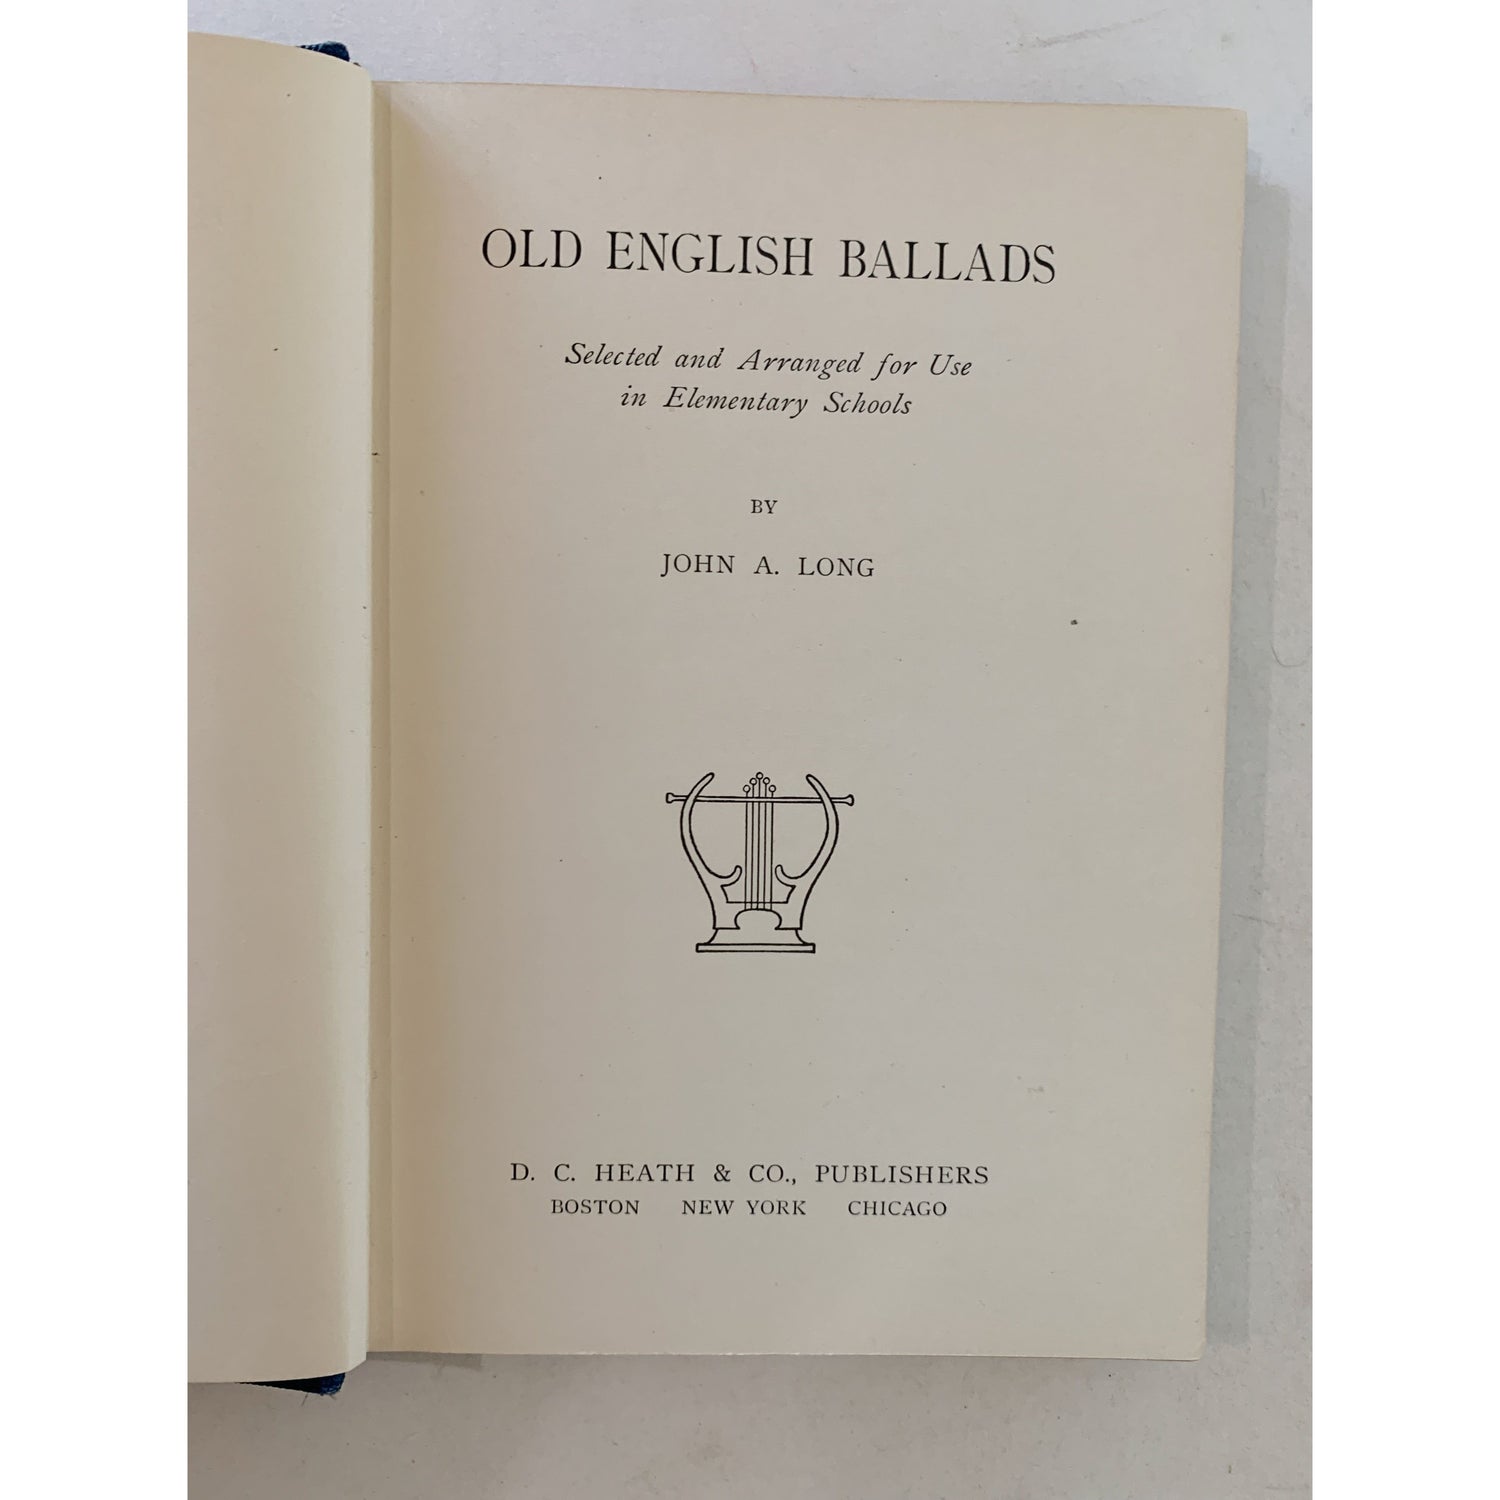 OLD ENGLISH BALLADS
Selected and Arranged for Use
in Elementary Schools
BY
JOHN A. LONG
D. C. HEATH & CO., PUBLISHERS
BOSTON NEW YORK CHICAGO